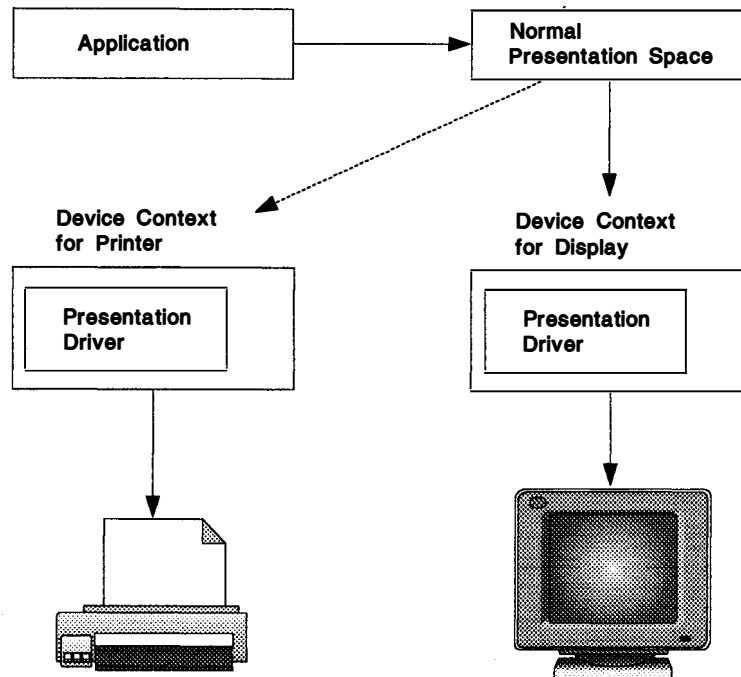 Application
Normal
Presentation Space
Device Context
for Printer
Device Context
for Display
Presentation
Driver
Presentation
Driver